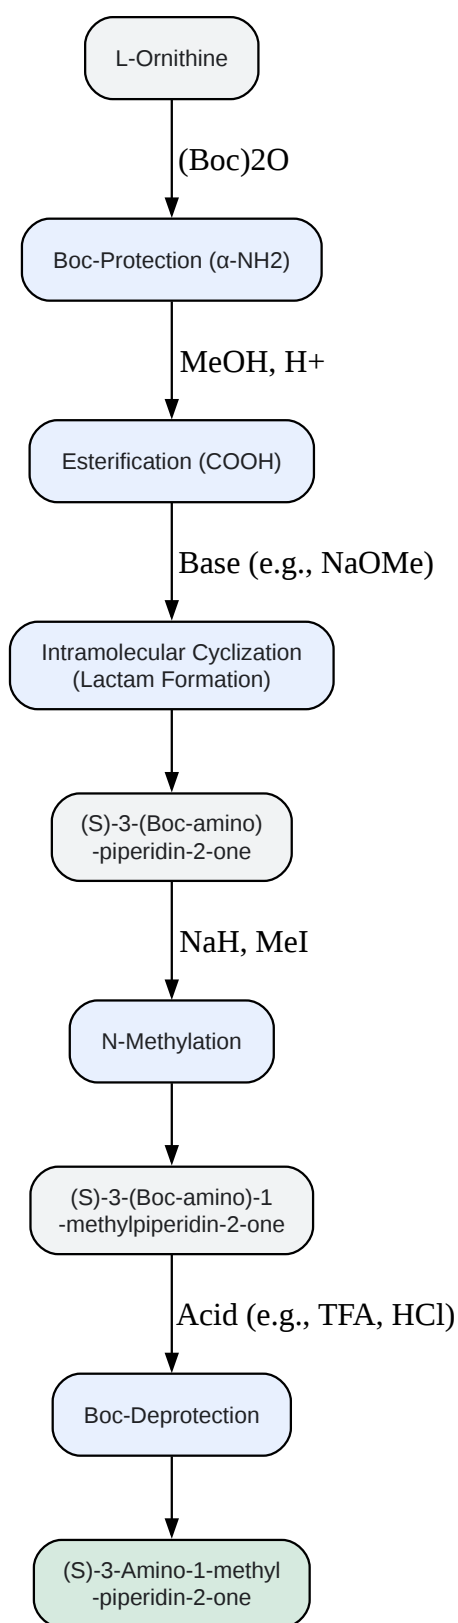 L-Ornithine
(Boc)2O
Boc-Protection (α-NH2)
MeOH, H+
Esterification (COOH)
Base (e.g., NaOMe)
Intramolecular Cyclization
(Lactam Formation)
(S)-3-(Boc-amino)
-piperidin-2-one
NaH, MeI
N-Methylation
(S)-3-(Boc-amino)-1
-methylpiperidin-2-one
Acid (e.g., TFA, HCl)
Boc-Deprotection
(S)-3-Amino-1-methyl
-piperidin-2-one